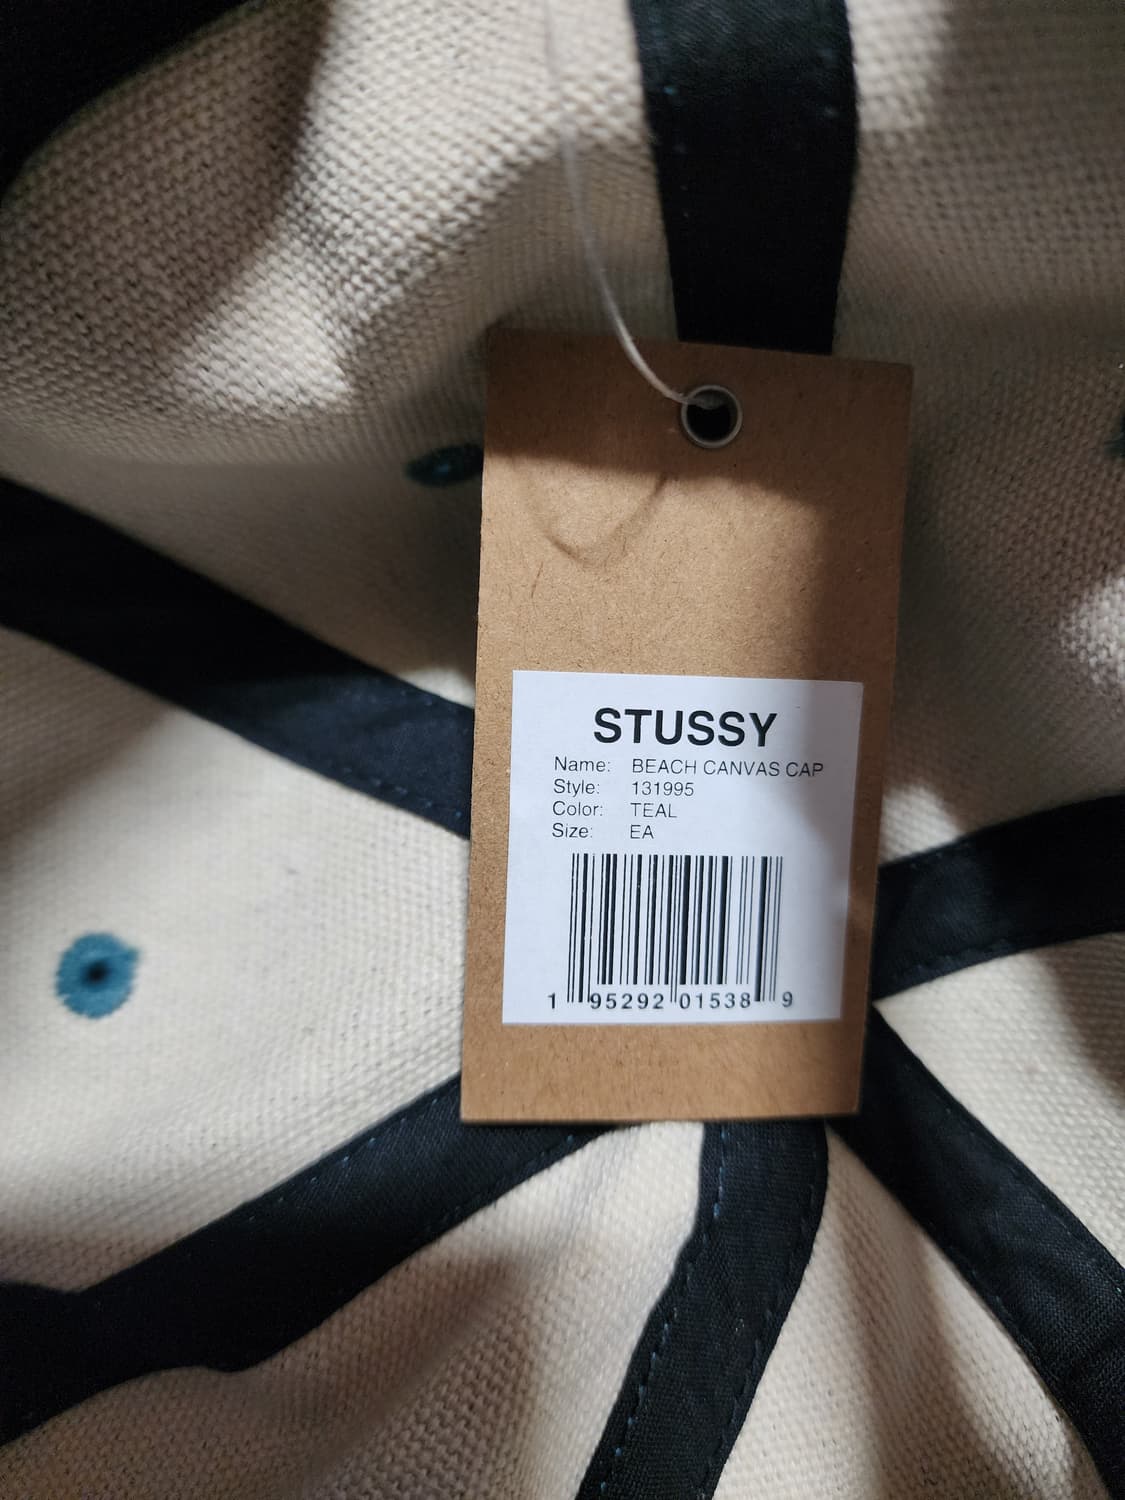 STUSSY
Name: BEACH CANVAS CAP
Style: 131995
Color: TEAL
Size: EA
1 95292 01538 9